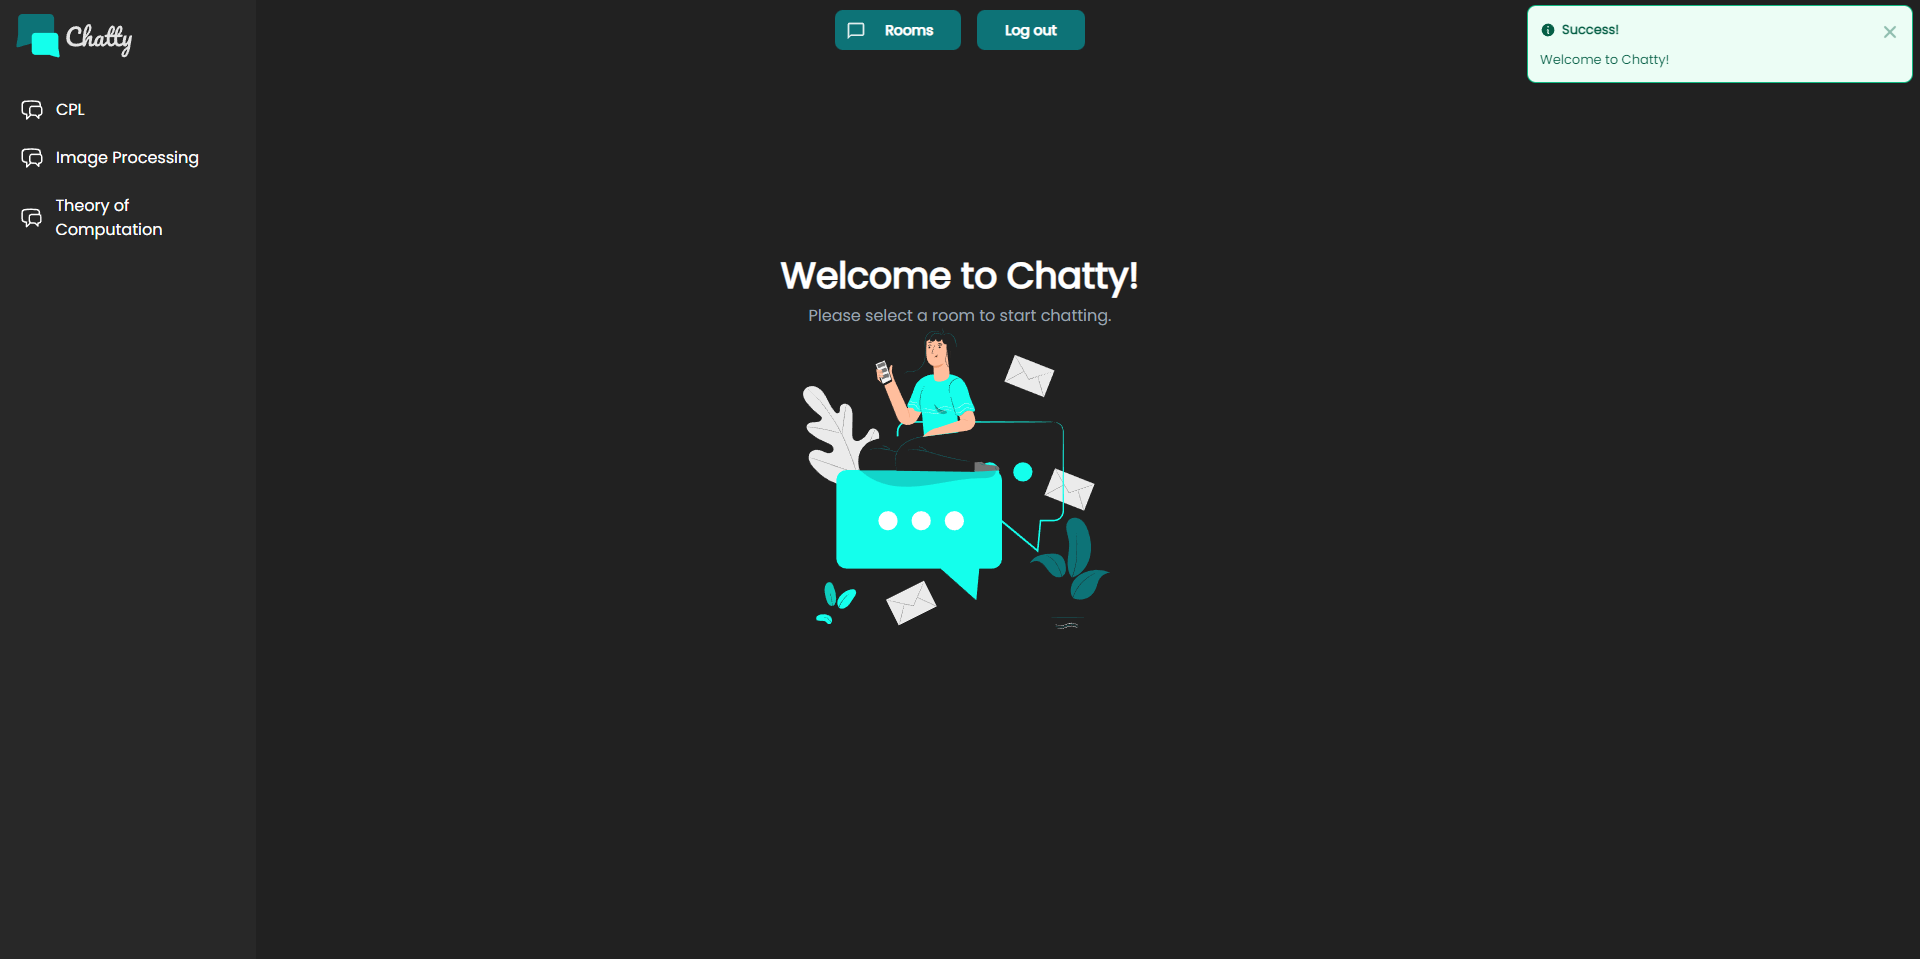 Chatty
CPL
Image Processing
Theory of
Computation
Rooms
Log out
Success!
Welcome to Chatty!
Welcome to Chatty!
Please select a room to start chatting.